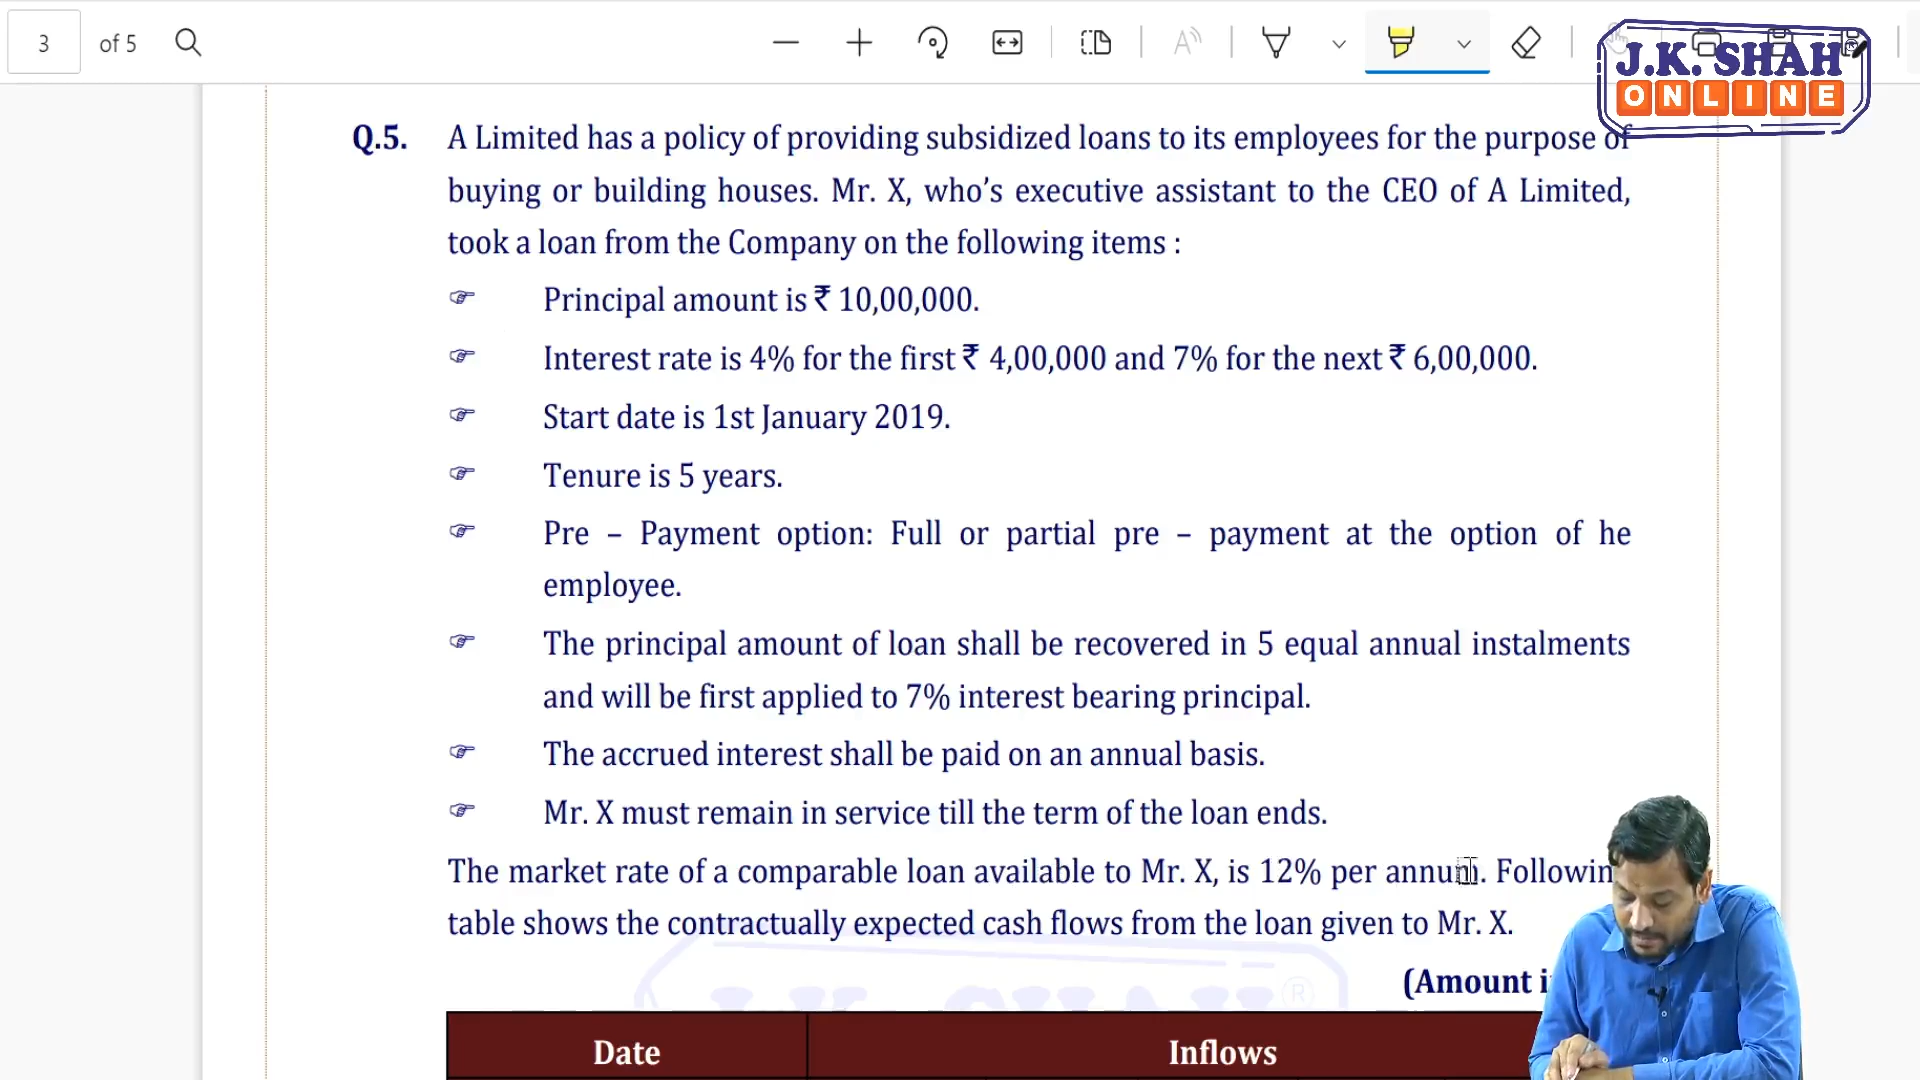 3 of 5
J.K. SHAH
ONLINE
Q.5. A Limited has a policy of providing subsidized loans to its employees for the purpose of
buying or building houses. Mr. X, who's executive assistant to the CEO of A Limited,
took a loan from the Company on the following items :
☞ Principal amount is ₹ 10,00,000.
☞ Interest rate is 4% for the first ₹ 4,00,000 and 7% for the next ₹ 6,00,000.
☞ Start date is 1st January 2019.
☞ Tenure is 5 years.
☞ Pre – Payment option: Full or partial pre – payment at the option of he
employee.
☞ The principal amount of loan shall be recovered in 5 equal annual instalments
and will be first applied to 7% interest bearing principal.
☞ The accrued interest shall be paid on an annual basis.
☞ Mr. X must remain in service till the term of the loan ends.
The market rate of a comparable loan available to Mr. X, is 12% per annum. Followin
table shows the contractually expected cash flows from the loan given to Mr. X.
(Amount i
Date Inflows